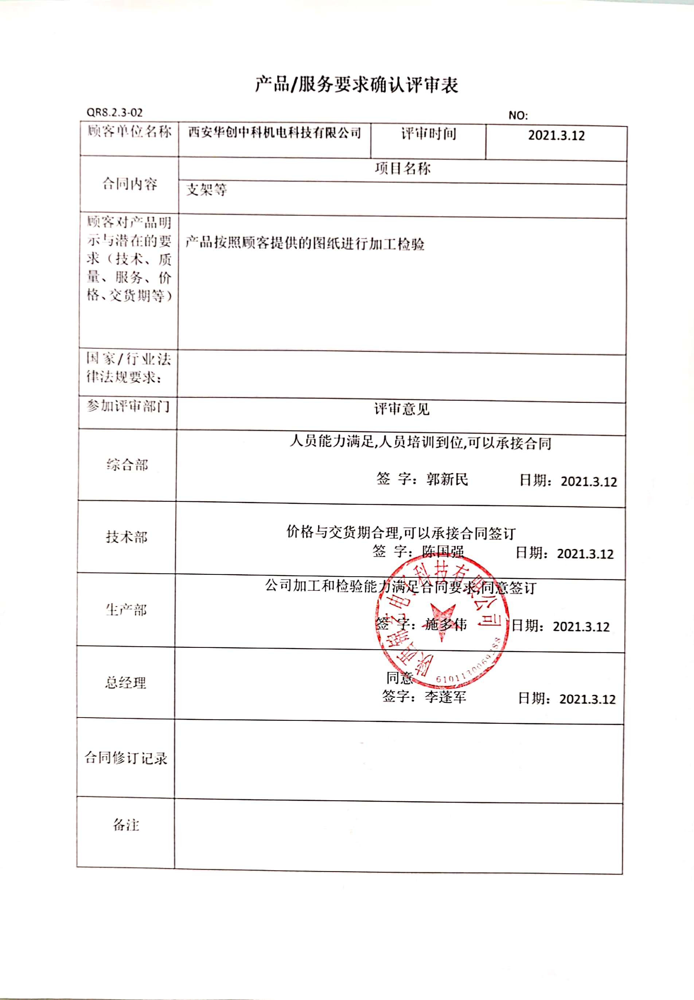 产品/服务要求确认评审表
QR8.2.3-02
NO:
顾客单位名称
西安华创中科机电科技有限公司
评审时间
2021.3.12
合同内容
项目名称
支架等
顾客对产品明
示与潜在的要
求（技术、质
量、服务、价
格、交货期等）
产品按照顾客提供的图纸进行加工检验
国家/行业法
律法规要求：
参加评审部门
评审意见
综合部
人员能力满足,人员培训到位,可以承接合同
签 字：郭新民 日期：2021.3.12
技术部
价格与交货期合理,可以承接合同签订
签 字：陈国强 日期：2021.3.12
生产部
公司加工和检验能力满足合同要求,同意签订
签 字：施多伟 日期：2021.3.12
科技有限公司
总经理
同意
签字：李蓬军 日期：2021.3.12
合同修订记录
备注